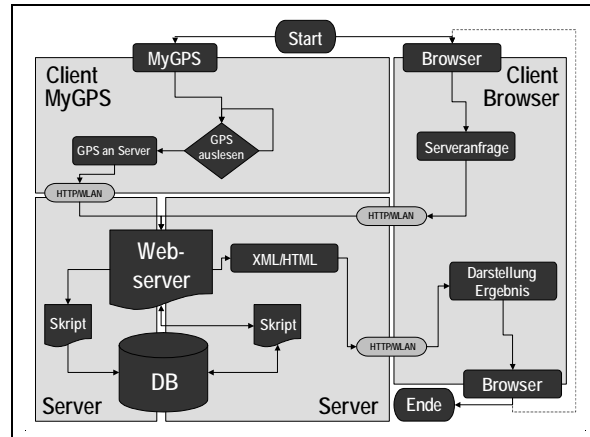 Start
MyGPS
Browser
Client
MyGPS
Client
Browser
GPS
auslesen
GPS an Server
Serveranfrage
HTTP/WLAN
HTTP/WLAN
Web-
server
XML/HTML
Darstellung
Ergebnis
Skript
Skript
HTTP/WLAN
DB
Browser
Server
Server
Ende